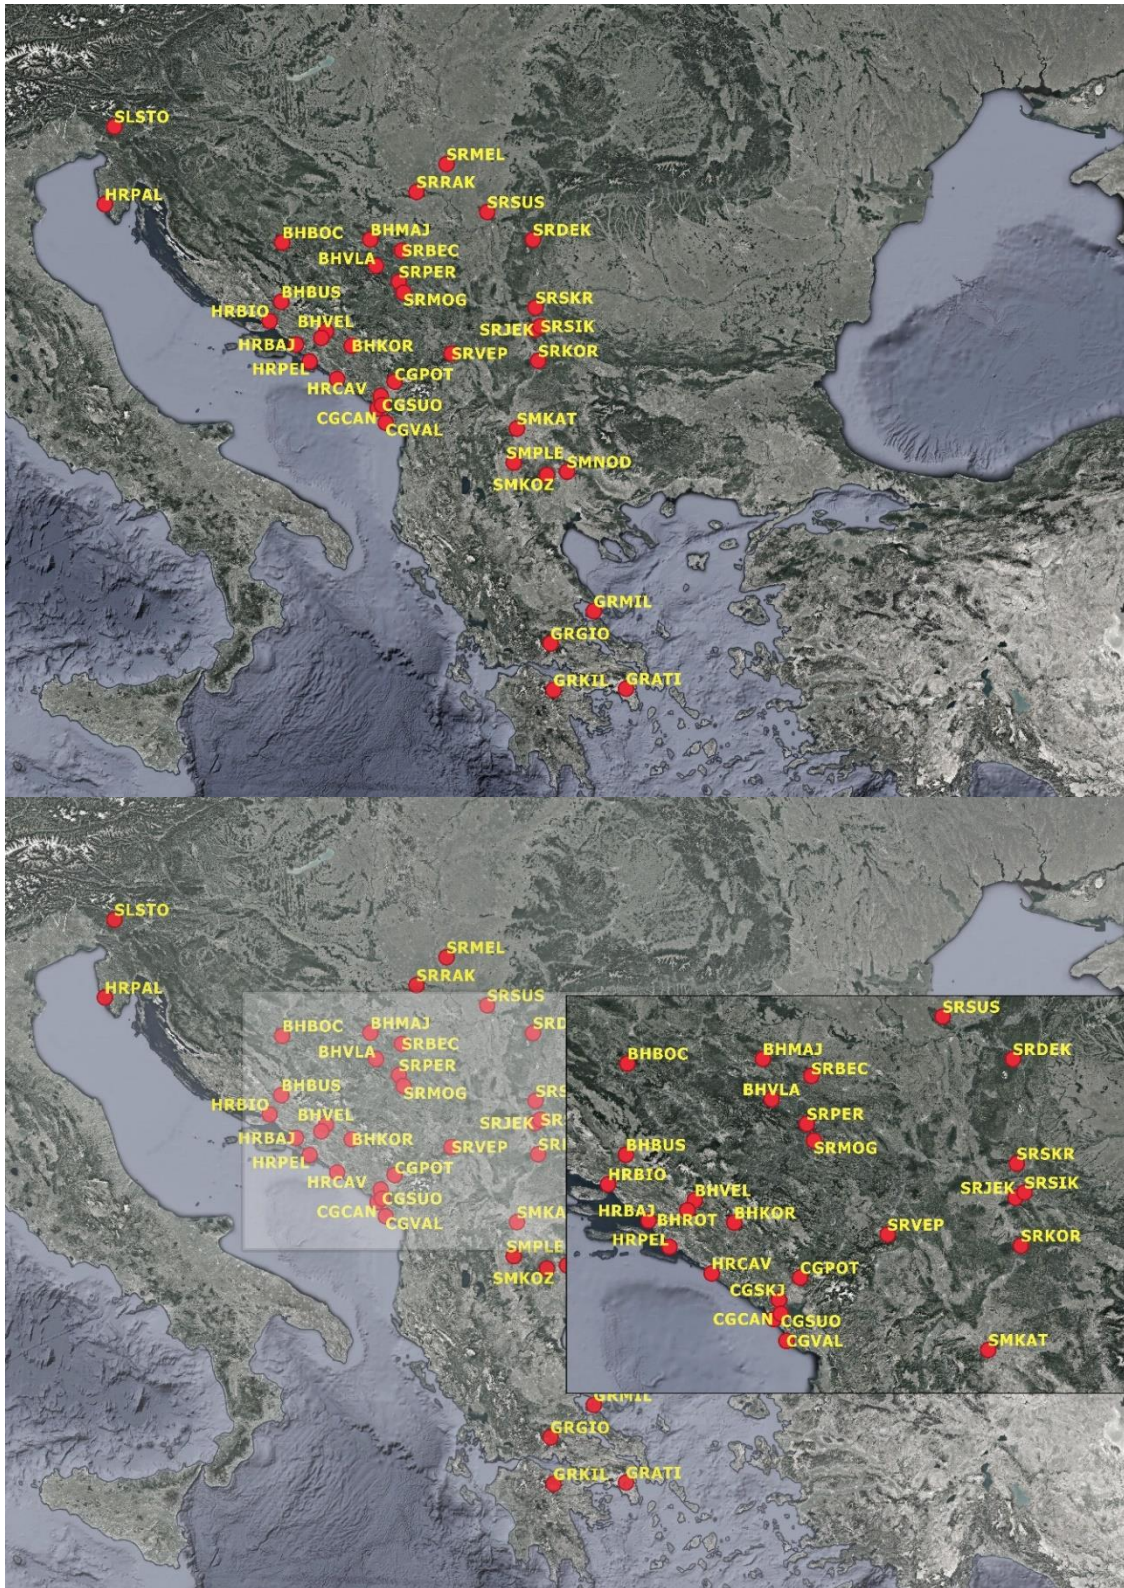 SLSTO
SRMEL
HRPAL
SRRAK
SRSUS
BHBOC
BHMAJ
SRDEK
SRBEC
BHVLA
SRPER
BHBUS
SRMOG
HRBIO
SRSKR
BHVEL
SRJEK
SRSIK
HRBAJ
BHKOR
SRVEP
SRKOR
HRPEL
CGPOT
HRCAV
CGSUO
CGCAN
CGVAL
SMKAT
SMPLE
SMNOD
SMKOZ
GRMIL
GRGIO
GRKIL
GRATI
SLSTO
SRMEL
HRPAL
SRRAK
SRSUS
BHBOC
BHMAJ
SRD
SRBEC
BHVLA
SRPER
BHBUS
SRMOG
HRBIO
SRS
BHVEL
SRJEK
HRBAJ
BHKOR
SRVEP
HRPEL
CGPOT
HRCAV
CGSUO
CGCAN
CGVAL
SMKA
SMPLE
SMKOZ
SRSUS
BHBOC
BHMAJ
SRDEK
SRBEC
BHVLA
SRPER
SRMOG
BHBUS
SRSKR
HRBIO
BHVEL
SRJEK
SRSIK
HRBAJ
BHROT
BHKOR
SRVEP
SRKOR
HRPEL
HRCAV
CGPOT
CGSKJ
CGCAN
CGSUO
CGVAL
SMKAT
GRMIL
GRGIO
GRKIL
GRATI